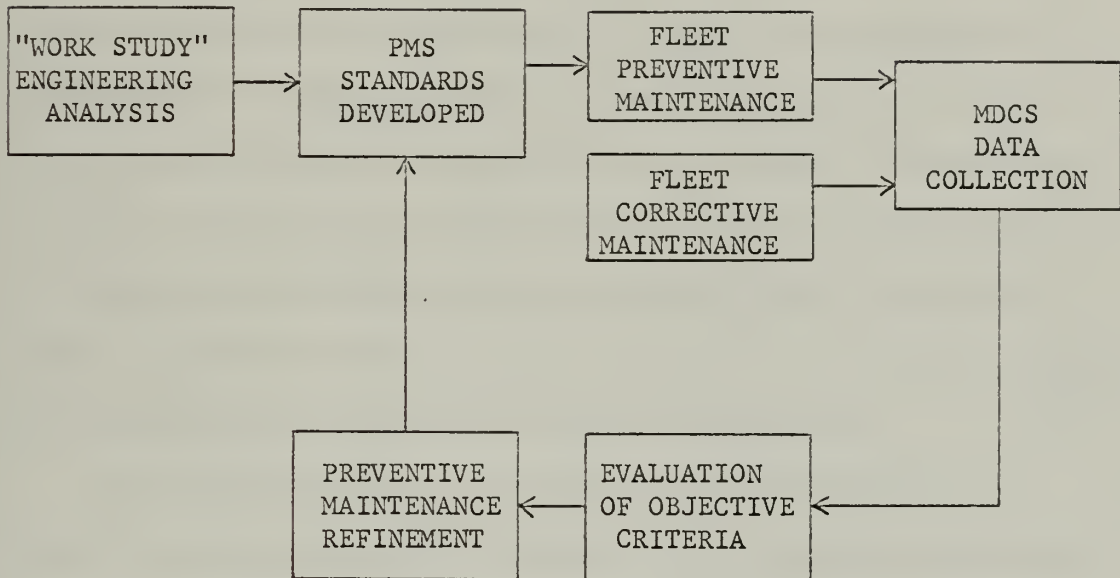 "WORK STUDY"
ENGINEERING
ANALYSIS
PMS
STANDARDS
DEVELOPED
FLEET
PREVENTIVE
MAINTENANCE
MDCS
DATA
COLLECTION
FLEET
CORRECTIVE
MAINTENANCE
PREVENTIVE
MAINTENANCE
REFINEMENT
EVALUATION
OF OBJECTIVE
CRITERIA